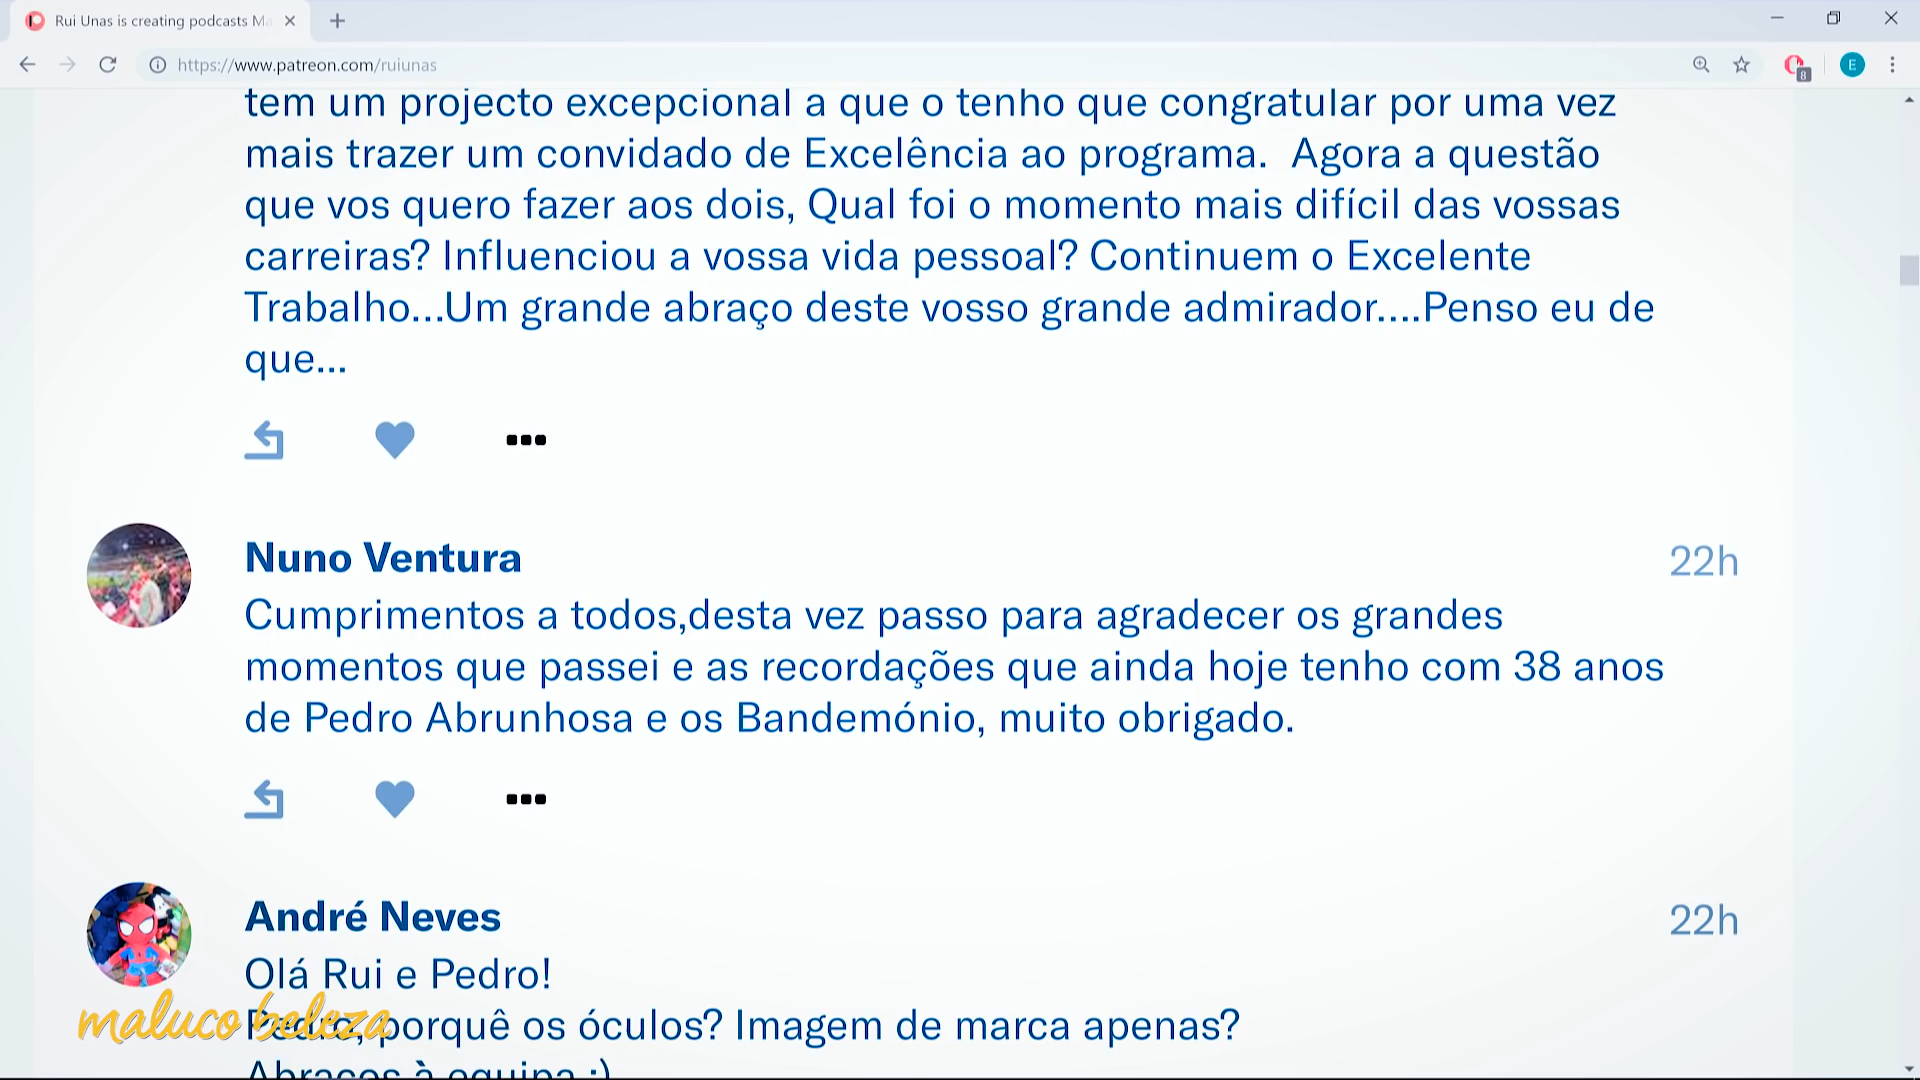 Rui Unas is creating podcasts Ma
https://www.patreon.com/ruiunas
8
E
tem um projecto excepcional a que o tenho que congratular por uma vez
mais trazer um convidado de Excelência ao programa.  Agora a questão
que vos quero fazer aos dois, Qual foi o momento mais difícil das vossas
carreiras? Influenciou a vossa vida pessoal? Continuem o Excelente
Trabalho...Um grande abraço deste vosso grande admirador....Penso eu de
que...
Nuno Ventura
22h
Cumprimentos a todos,desta vez passo para agradecer os grandes
momentos que passei e as recordações que ainda hoje tenho com 38 anos
de Pedro Abrunhosa e os Bandemónio, muito obrigado.
André Neves
22h
Olá Rui e Pedro!
Pedro, porquê os óculos? Imagem de marca apenas?
maluco beleza
Abraços à equipa :)